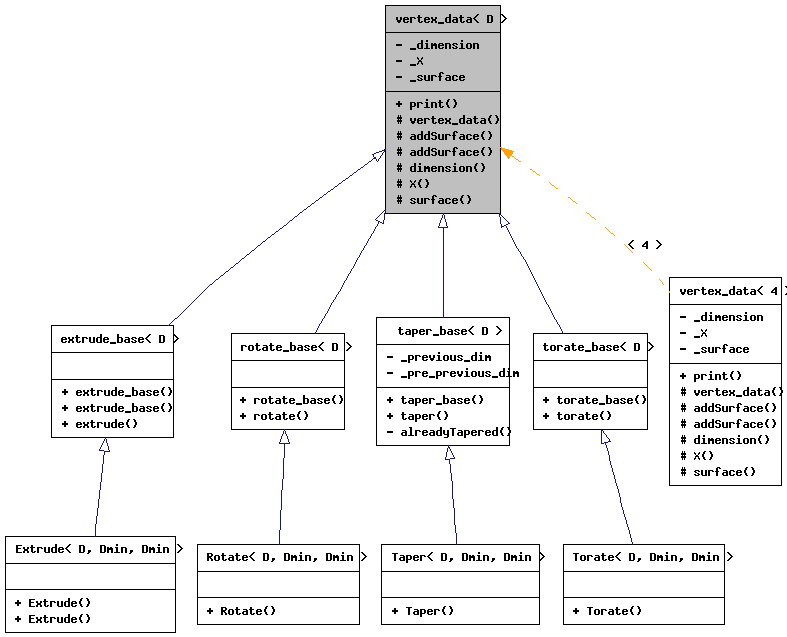 vertex_data< D >
- _dimension
- _X
- _surface
+ print()
# vertex_data()
# addSurface()
# addSurface()
# dimension()
# X()
# surface()
< 4 >
vertex_data< 4 >
- _dimension
- _X
- _surface
+ print()
# vertex_data()
# addSurface()
# addSurface()
# dimension()
# X()
# surface()
extrude_base< D >
+ extrude_base()
+ extrude_base()
+ extrude()
rotate_base< D >
+ rotate_base()
+ rotate()
taper_base< D >
- _previous_dim
- _pre_previous_dim
+ taper_base()
+ taper()
- alreadyTapered()
torate_base< D >
+ torate_base()
+ torate()
Extrude< D, Dmin, Dmin >
+ Extrude()
+ Extrude()
Rotate< D, Dmin, Dmin >
+ Rotate()
Taper< D, Dmin, Dmin >
+ Taper()
Torate< D, Dmin, Dmin >
+ Torate()